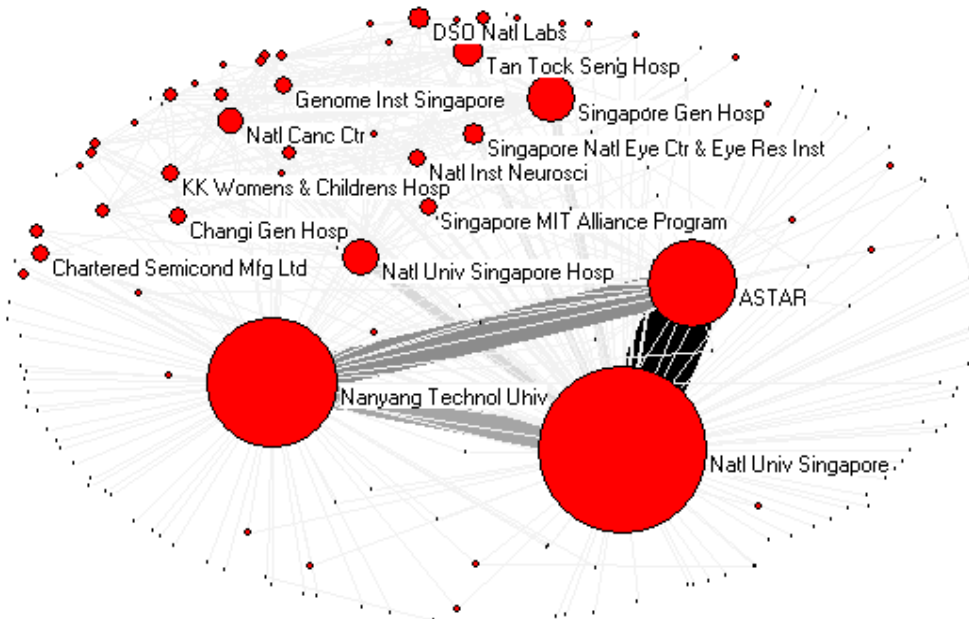 DSO Natl Labs
Tan Tock Seng Hosp
Genome Inst Singapore
Singapore Gen Hosp
Natl Canc Ctr
Singapore Natl Eye Ctr & Eye Res Inst
Natl Inst Neurosci
KK Womens & Childrens Hosp
Singapore MIT Alliance Program
Changi Gen Hosp
Chartered Semicond Mfg Ltd
Natl Univ Singapore Hosp
ASTAR
Nanyang Technol Univ
Natl Univ Singapore